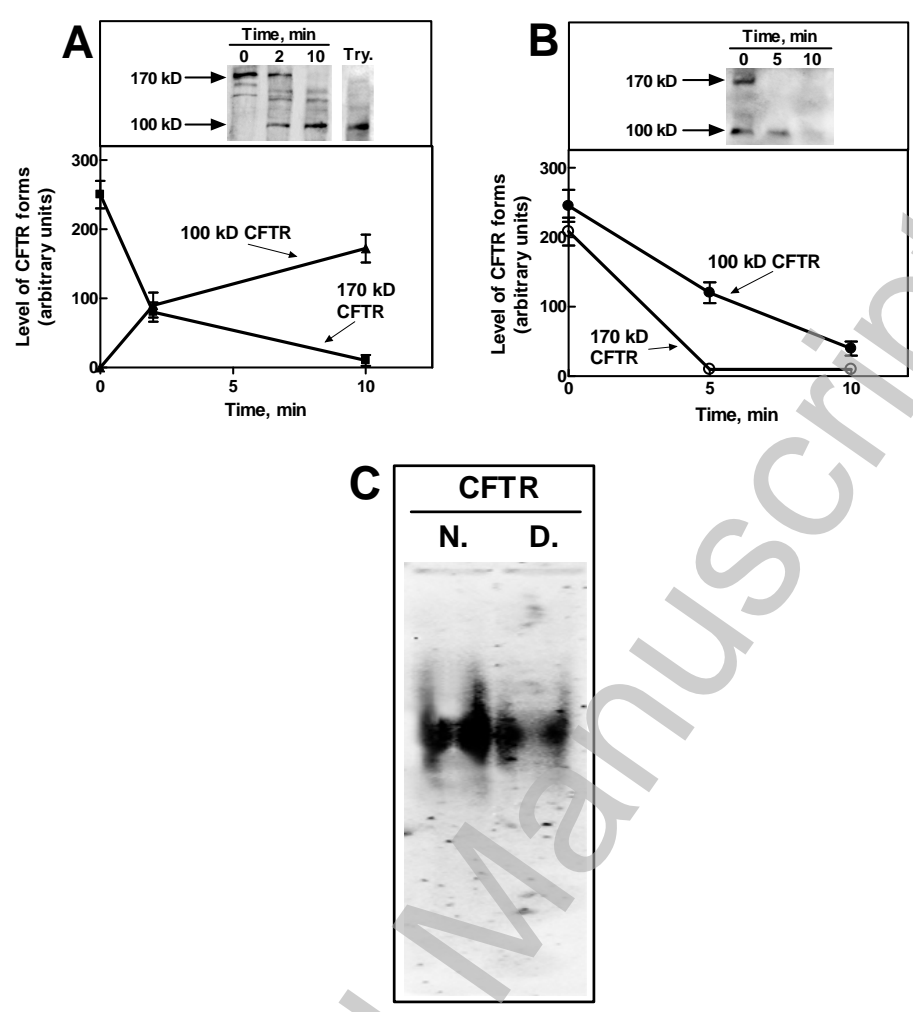 A
Time, min
0 2 10 Try.
170 kD
100 kD
300
200
100
0
Level of CFTR forms
(arbitrary units)
100 kD CFTR
170 kD
CFTR
0 5 10
Time, min
B
Time, min
0 5 10
170 kD
100 kD
300
200
100
0
Level of CFTR forms
(arbitrary units)
100 kD CFTR
170 kD
CFTR
0 5 10
Time, min
C
CFTR
N. D.
Manuscript